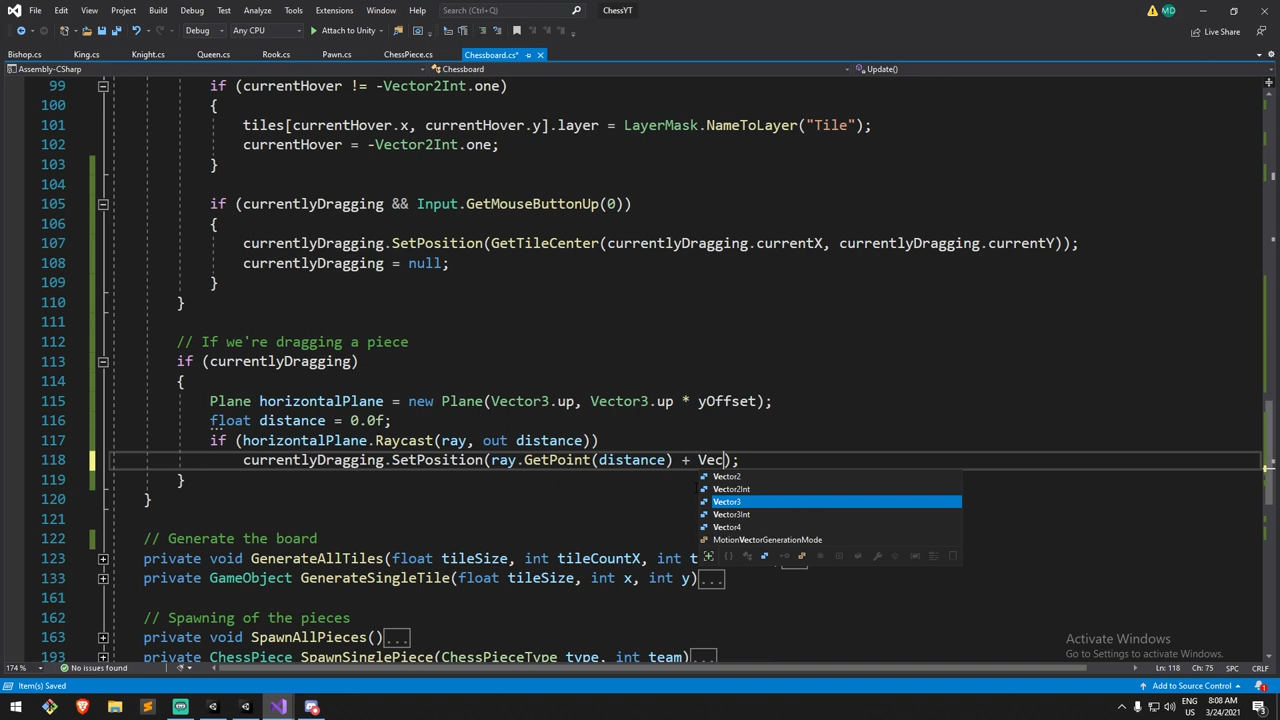 File Edit View Git Project Build Debug Test Analyze Tools Extensions Window Help Search (Ctrl+Q) ChessYT MD
Debug Any CPU Attach to Unity Live Share
Bishop.cs King.cs Knight.cs Queen.cs Rook.cs Pawn.cs ChessPiece.cs Chessboard.cs*
Assembly-CSharp Chessboard Update()
99 if (currentHover != -Vector2Int.one)
100 {
101 tiles[currentHover.x, currentHover.y].layer = LayerMask.NameToLayer("Tile");
102 currentHover = -Vector2Int.one;
103 }
104
105 if (currentlyDragging && Input.GetMouseButtonUp(0))
106 {
107 currentlyDragging.SetPosition(GetTileCenter(currentlyDragging.currentX, currentlyDragging.currentY));
108 currentlyDragging = null;
109 }
110 }
111
112 // If we're dragging a piece
113 if (currentlyDragging)
114 {
115 Plane horizontalPlane = new Plane(Vector3.up, Vector3.up * yOffset);
116 float distance = 0.0f;
117 if (horizontalPlane.Raycast(ray, out distance))
118 currentlyDragging.SetPosition(ray.GetPoint(distance) + Vec);
119 }
Vector2
Vector2Int
Vector3
Vector3Int
Vector4
MotionVectorGenerationMode
120 }
121
122 // Generate the board
123 private void GenerateAllTiles(float tileSize, int tileCountX, int t
133 private GameObject GenerateSingleTile(float tileSize, int x, int y)...
161
162 // Spawning of the pieces
163 private void SpawnAllPieces()...
193 private ChessPiece SpawnSinglePiece(ChessPieceType type, int team)...
Activate Windows
Go to Settings to activate Windows.
174 % No issues found Ln: 118 Ch: 75 SPC CRLF
Item(s) Saved Add to Source Control 1
8:08 AM
US 3/24/2021 3